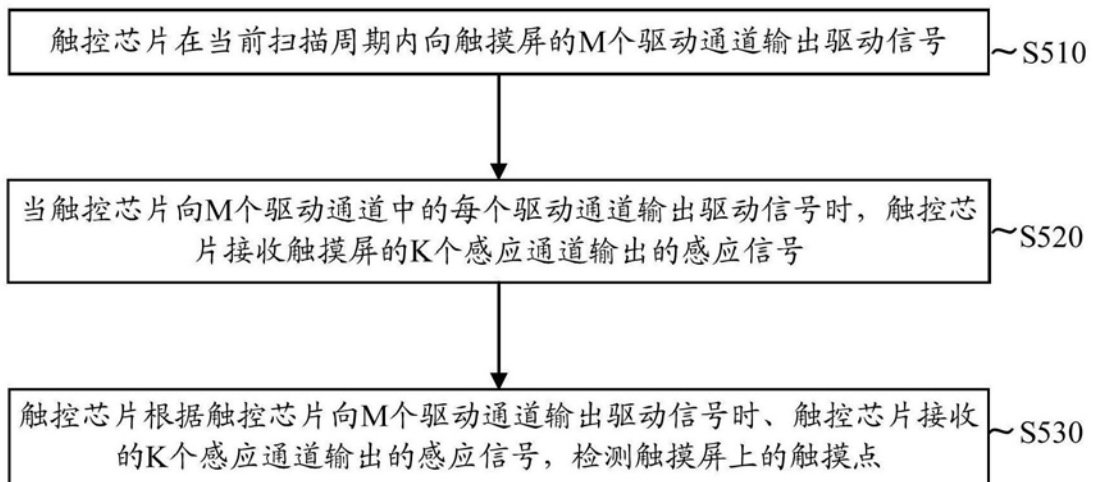 触控芯片在当前扫描周期内向触摸屏的M个驱动通道输出驱动信号
~S510
当触控芯片向M个驱动通道中的每个驱动通道输出驱动信号时，触控芯
片接收触摸屏的K个感应通道输出的感应信号
~S520
触控芯片根据触控芯片向M个驱动通道输出驱动信号时、触控芯片接收
的K个感应通道输出的感应信号，检测触摸屏上的触摸点
~S530